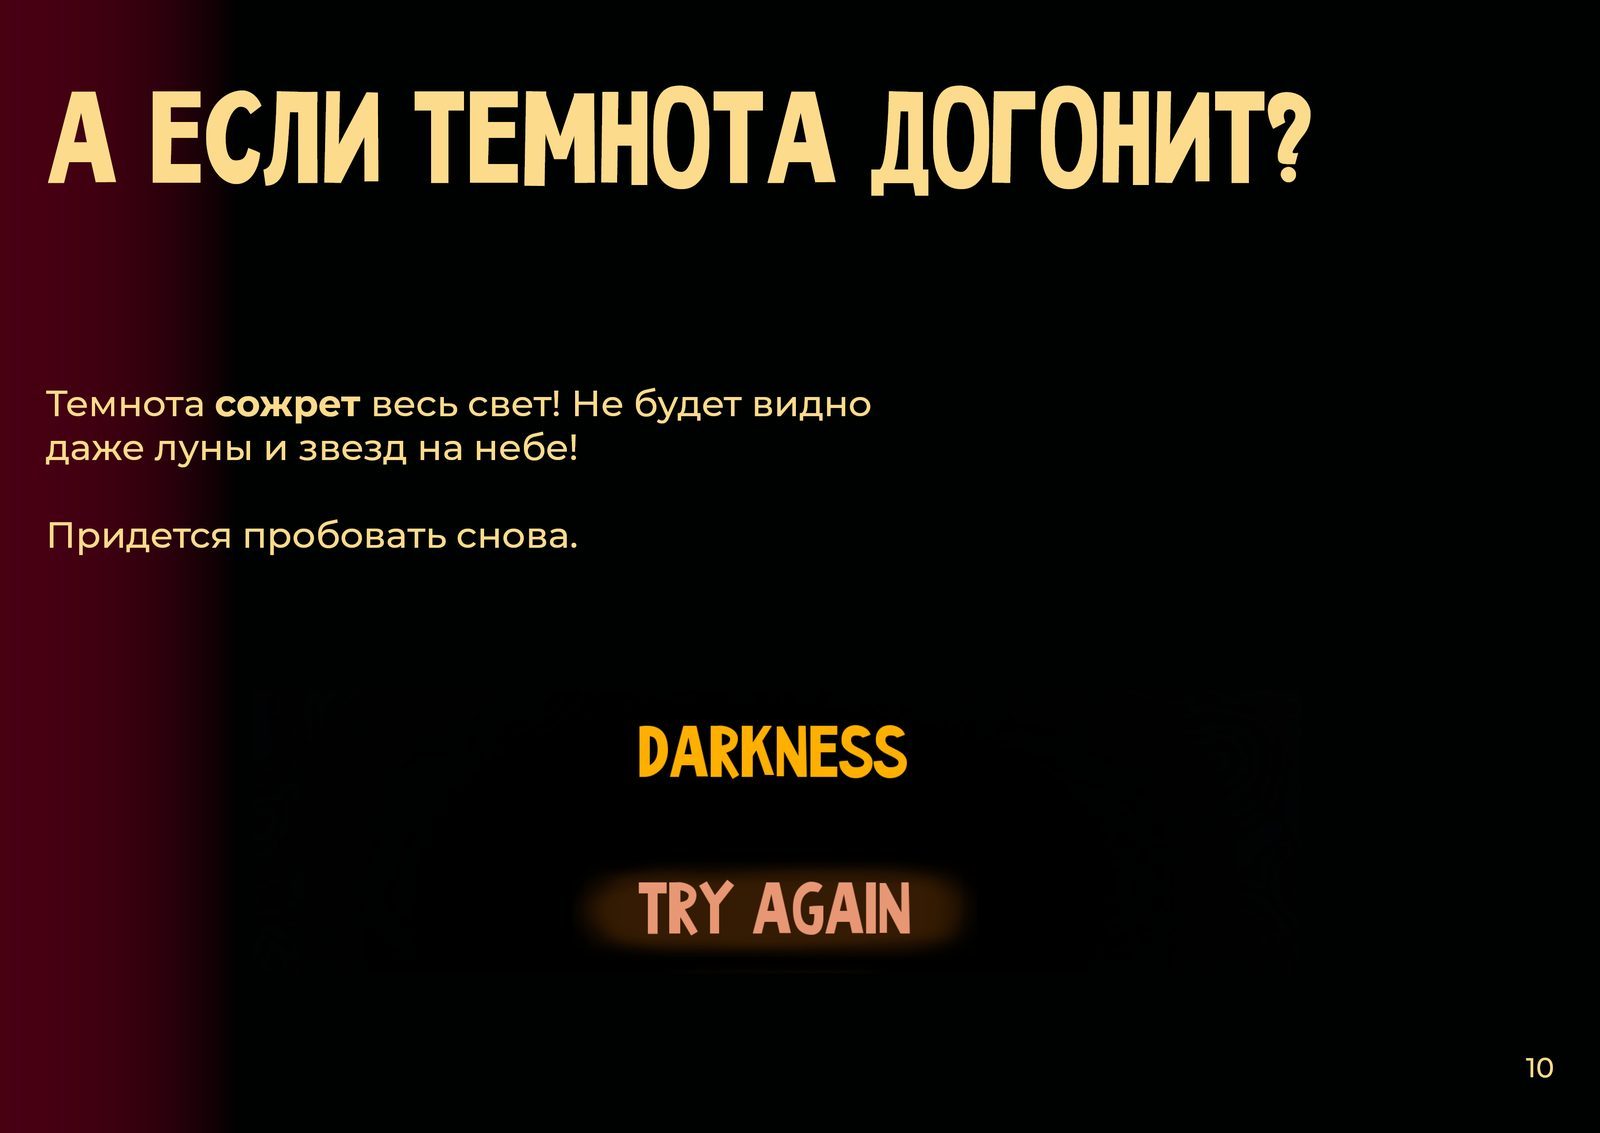 А ЕСЛИ ТЕМНОТА ДОГОНИТ?
Темнота сожрет весь свет! Не будет видно
даже луны и звезд на небе!
Придется пробовать снова.
DARKNESS
TRY AGAIN
10